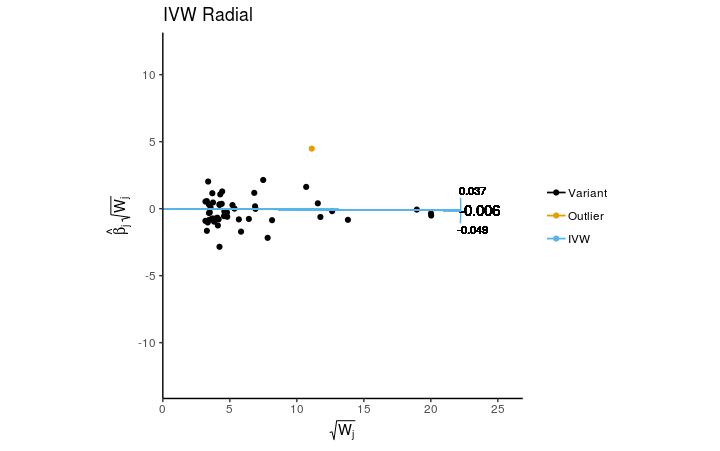 IVW Radial
10
5
0
-5
-10
β̂j√Wj
0.037
-0.006
-0.049
Variant
Outlier
IVW
0 5 10 15 20 25
√Wj